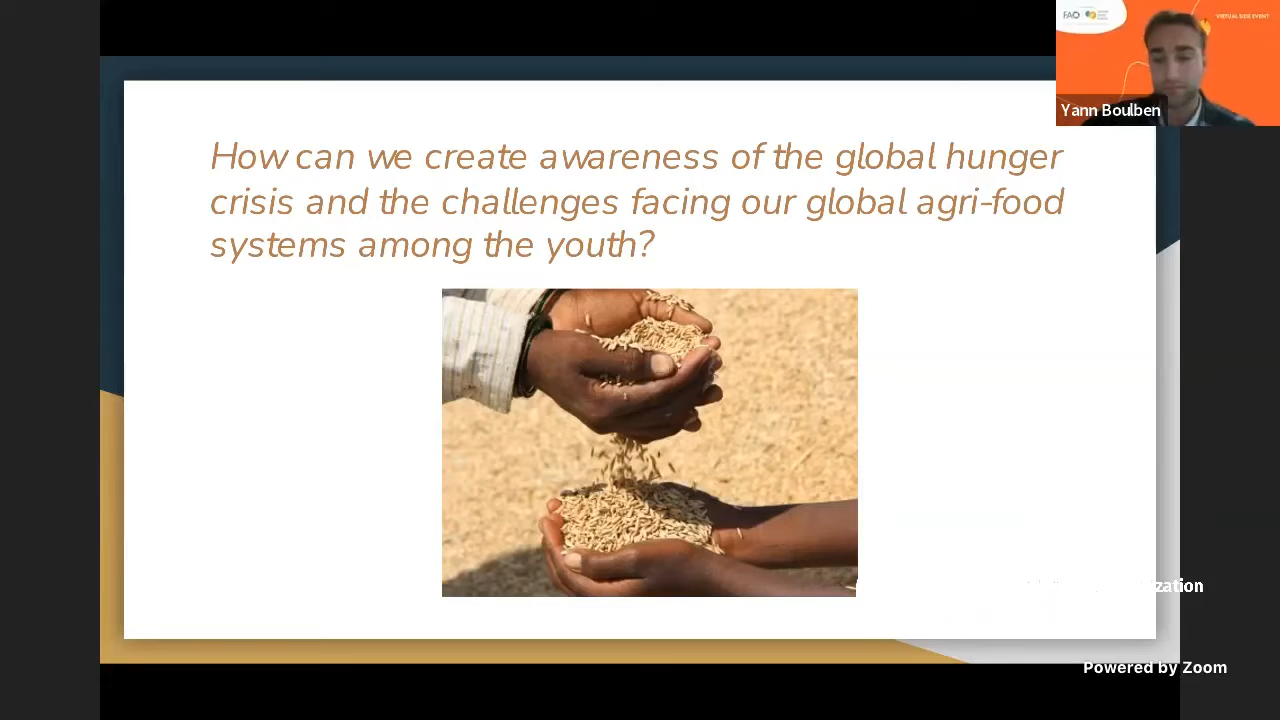 FAO
VIRTUAL SIDE EVENT
Yann Boulben
How can we create awareness of the global hunger
crisis and the challenges facing our global agri-food
systems among the youth?
zation
Powered by Zoom